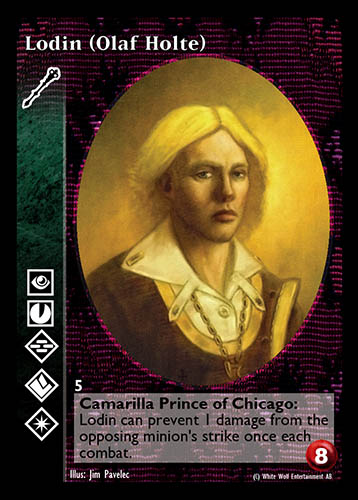 Lodin (Olaf Holte)
5
Camarilla Prince of Chicago:
Lodin can prevent 1 damage from the
opposing minion's strike once each
combat.
8
Illus: Jim Pavelec
(C) White Wolf Entertainment AB